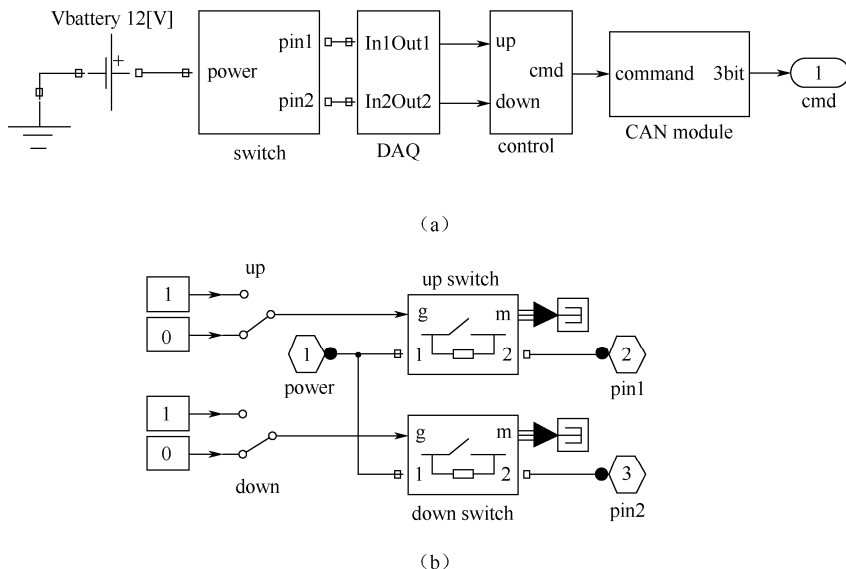 Vbattery 12[V]
+
power
pin1
pin2
switch
In1Out1
In2Out2
DAQ
up
down
cmd
control
command
3bit
CAN module
1
cmd
(a)
up
1
0
up switch
g
m
1
2
1
power
2
pin1
1
0
down
g
m
1
2
down switch
3
pin2
(b)